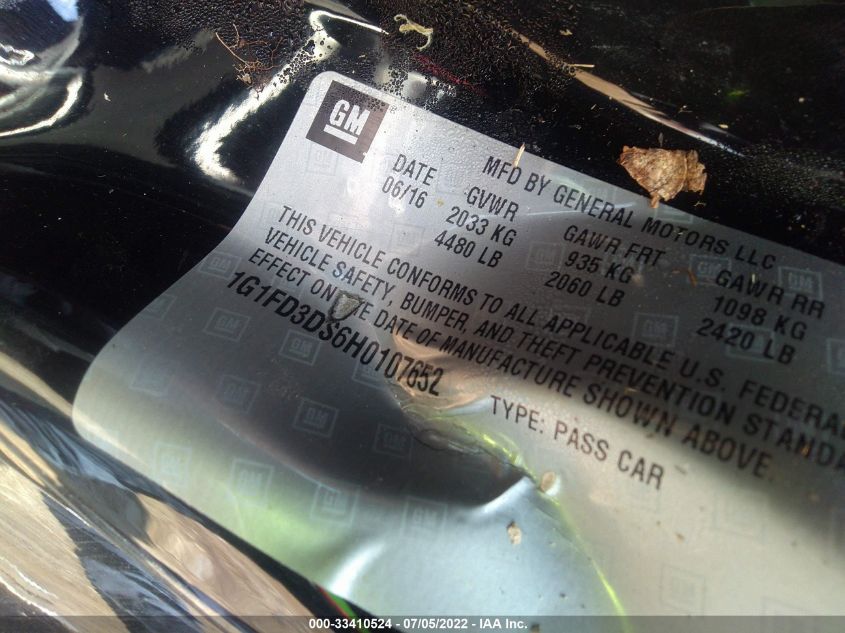 GM
MFD BY GENERAL MOTORS LLC
DATE GVWR GAWR FRT GAWR RR
06/16 2033 KG 935 KG 1098 KG
4480 LB 2060 LB 2420 LB
THIS VEHICLE CONFORMS TO ALL APPLICABLE U.S. FEDERA
VEHICLE SAFETY, BUMPER, AND THEFT PREVENTION STANDA
EFFECT ON DATE OF MANUFACTURE SHOWN ABOVE.
1G1FD3DS6H0107652
TYPE: PASS CAR
000-33410524 - 07/05/2022 - IAA Inc.